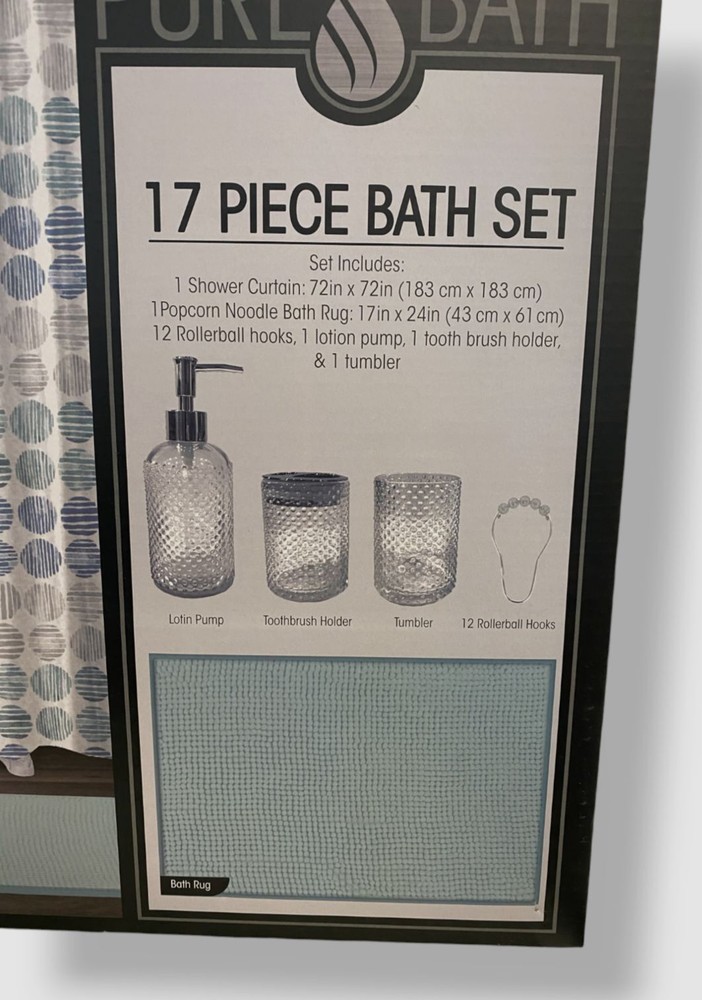 PURE BATH
17 PIECE BATH SET
Set Includes:
1 Shower Curtain: 72in x 72in (183 cm x 183 cm)
1Popcorn Noodle Bath Rug: 17in x 24in (43 cm x 61 cm)
12 Rollerball hooks, 1 lotion pump, 1 tooth brush holder,
& 1 tumbler
Lotin Pump Toothbrush Holder Tumbler 12 Rollerball Hooks
Bath Rug